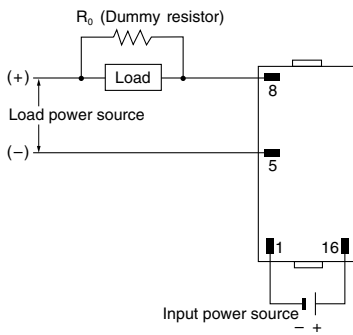 R₀ (Dummy resistor)
(+)
Load
8
Load power source
(−)
5
1
16
Input power source
− +